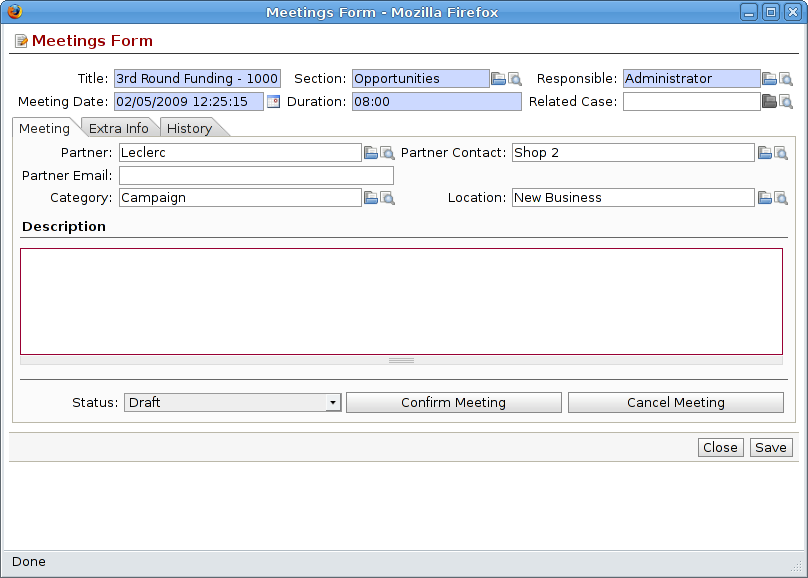 Meetings Form - Mozilla Firefox
Meetings Form
Title: 3rd Round Funding - 1000 Section: Opportunities Responsible: Administrator
Meeting Date: 02/05/2009 12:25:15 Duration: 08:00 Related Case:
Meeting Extra Info History
Partner: Leclerc Partner Contact: Shop 2
Partner Email:
Category: Campaign Location: New Business
Description
Status: Draft Confirm Meeting Cancel Meeting
Close Save
Done